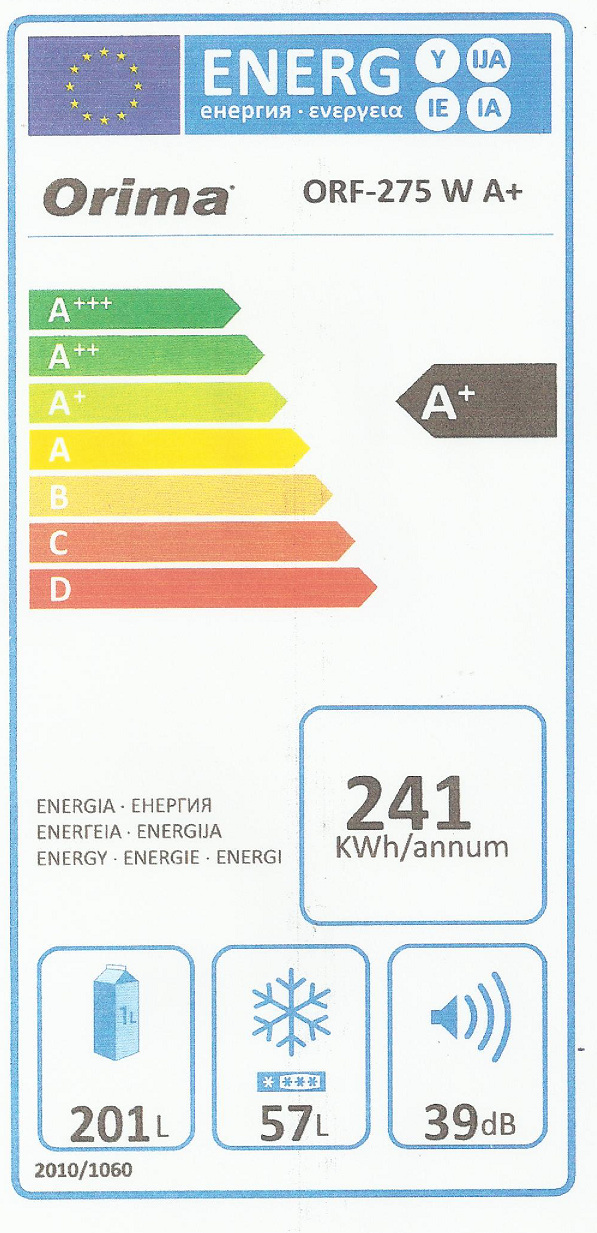 ENERG Y IJA
енергия · ενεργεια IE IA
Orima
ORF-275 W A+
A+++
A++
A+
A+
A
B
C
D
241
KWh/annum
ENERGIA · ЕНЕРГИЯ
ΕΝΕΡΓΕΙΑ · ENERGIJA
ENERGY · ENERGIE · ENERGI
1L
201L
57L
39dB
2010/1060